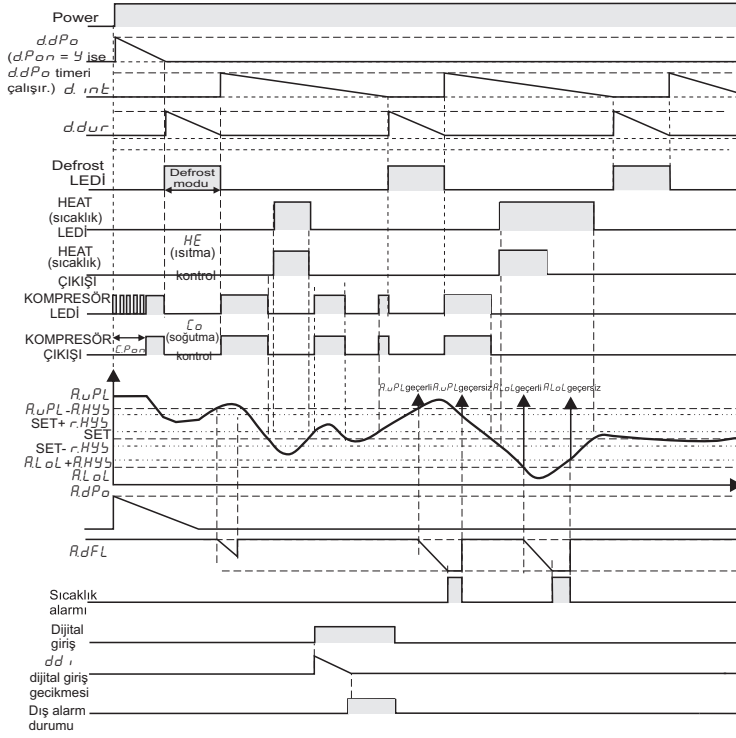 Power
d.dPo
(d.Pon = Y ise
d.dPo timeri
çalışır.) d. int
d.dur
Defrost
LEDİ
Defrost
modu
HEAT
(sıcaklık)
LEDİ
HEAT
(sıcaklık)
ÇIKIŞI
HE
(ısıtma)
kontrol
KOMPRESÖR
LEDİ
KOMPRESÖR
ÇIKIŞI
C.Pon
Co
(soğutma)
kontrol
A.uPL geçerli A.uPL geçersiz A.LoL geçerli A.LoL geçersiz
A.uPL
A.uPL-A.HYS
SET+ r.HYS
SET
SET- r.HYS
A.LoL +A.HYS
A.LoL
A.dPo
A.dFL
Sıcaklık
alarmı
Dijital
giriş
ddi
dijital giriş
gecikmesi
Dış alarm
durumu